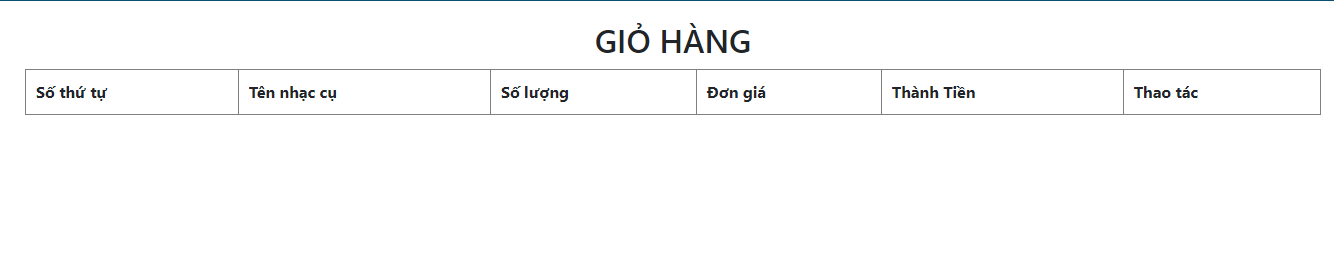 GIỎ HÀNG
Số thứ tự Tên nhạc cụ Số lượng Đơn giá Thành Tiền Thao tác